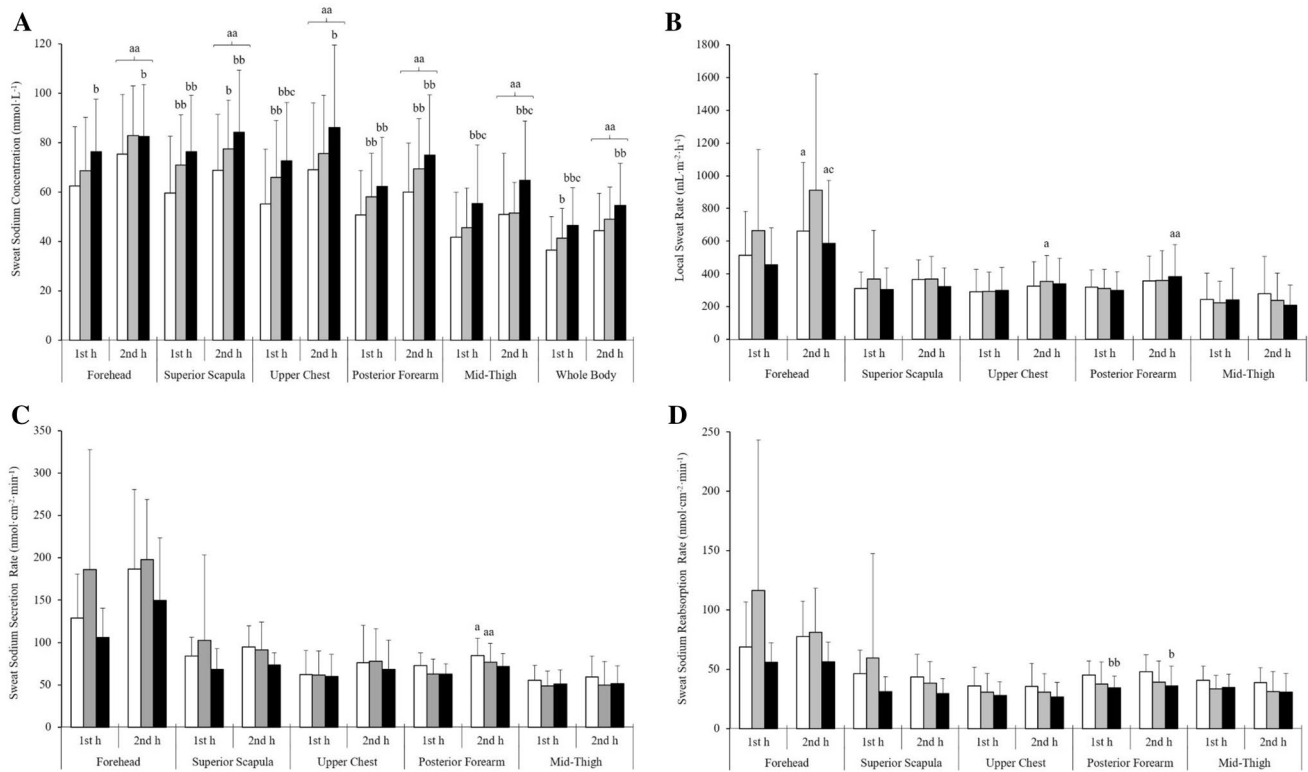 A
Sweat Sodium Concentration (mmol·L⁻¹)
120
100
80
60
40
20
0
b
aa
b
bb
bb
aa
b
bb
bb
bbc
aa
b
bb
bb
aa
bb
bb
bbc
aa
bbc
b
bbc
aa
bb
1st h 2nd h 1st h 2nd h 1st h 2nd h 1st h 2nd h 1st h 2nd h 1st h 2nd h
Forehead Superior Scapula Upper Chest Posterior Forearm Mid-Thigh Whole Body
B
Local Sweat Rate (mL·m⁻²·h⁻¹)
1800
1600
1400
1200
1000
800
600
400
200
0
a
ac
a
aa
1st h 2nd h 1st h 2nd h 1st h 2nd h 1st h 2nd h 1st h 2nd h
Forehead Superior Scapula Upper Chest Posterior Forearm Mid-Thigh
C
Sweat Sodium Secretion Rate (nmol·cm⁻²·min⁻¹)
350
300
250
200
150
100
50
0
a
aa
1st h 2nd h 1st h 2nd h 1st h 2nd h 1st h 2nd h 1st h 2nd h
Forehead Superior Scapula Upper Chest Posterior Forearm Mid-Thigh
D
Sweat Sodium Reabsorption Rate (nmol·cm⁻²·min⁻¹)
250
200
150
100
50
0
bb
b
1st h 2nd h 1st h 2nd h 1st h 2nd h 1st h 2nd h 1st h 2nd h
Forehead Superior Scapula Upper Chest Posterior Forearm Mid-Thigh